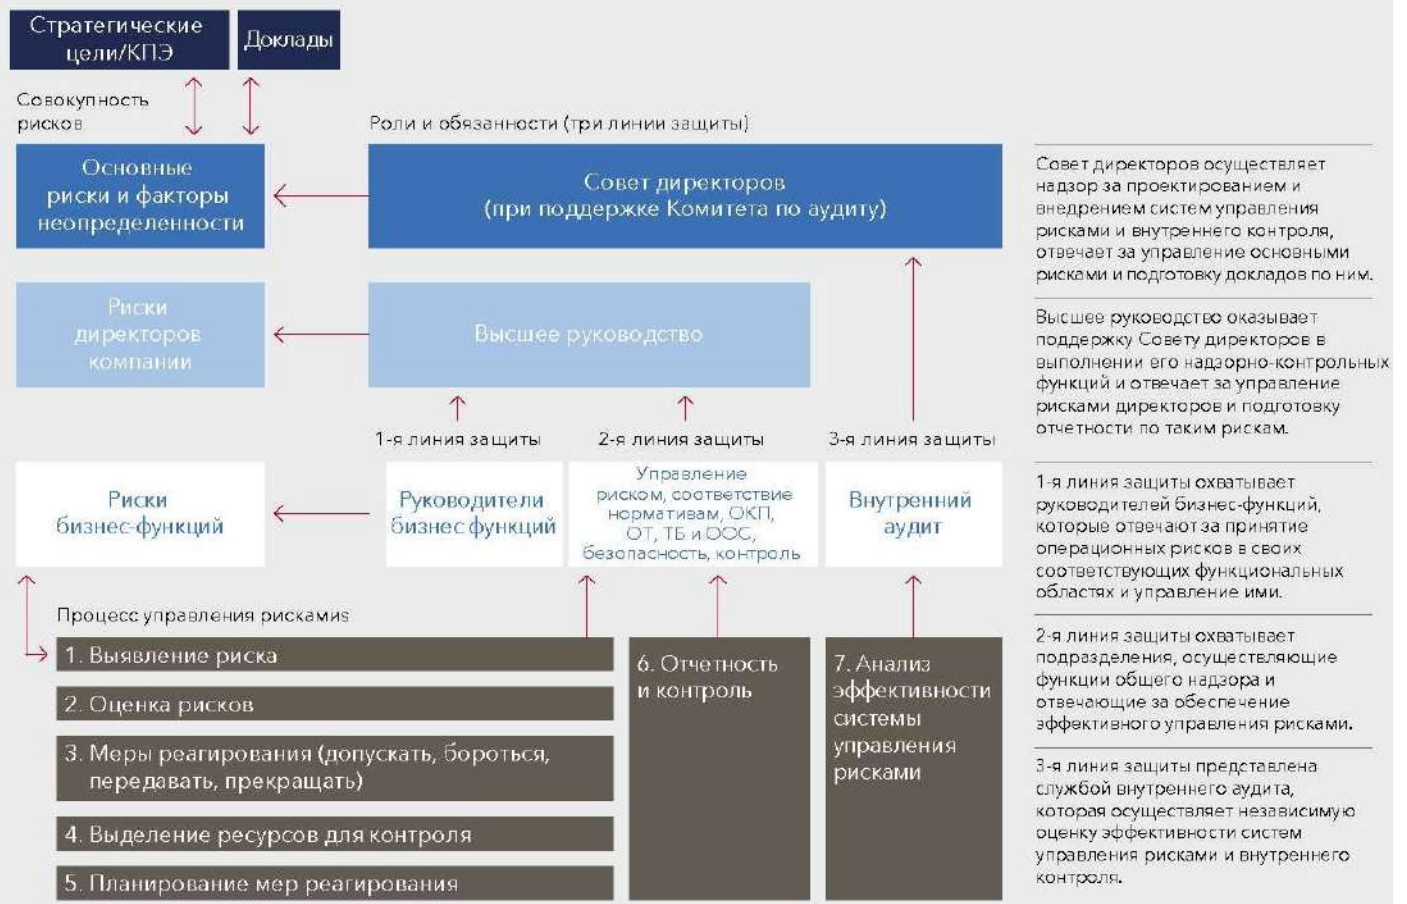 Стратегические
цели/КПЭ
Доклады
Совокупность
рисков
Роли и обязанности (три линии защиты)
Основные
риски и факторы
неопределенности
Совет директоров
(при поддержке Комитета по аудиту)
Совет директоров осуществляет
надзор за проектированием и
внедрением систем управления
рисками и внутреннего контроля,
отвечает за управление основными
рисками и подготовку докладов по ним.
Риски
директоров
компании
Высшее руководство
Высшее руководство оказывает
поддержку Совету директоров в
выполнении его надзорно-контрольных
функций и отвечает за управление
рисками директоров и подготовку
отчетности по таким рискам.
1-я линия защиты
2-я линия защиты
3-я линия защиты
Риски
бизнес-функций
Руководители
бизнес функций
Управление
риском, соответствие
нормативам, ОКП,
ОТ, ТБ и ООС,
безопасность, контроль
Внутренний
аудит
1-я линия защиты охватывает
руководителей бизнес-функций,
которые отвечают за принятие
операционных рисков в своих
соответствующих функциональных
областях и управление ими.
Процесс управления рискамиs
1. Выявление риска
2. Оценка рисков
3. Меры реагирования (допускать, бороться,
передавать, прекращать)
4. Выделение ресурсов для контроля
5. Планирование мер реагирования
6. Отчетность
и контроль
7. Анализ
эффективности
системы
управления
рисками
2-я линия защиты охватывает
подразделения, осуществляющие
функции общего надзора и
отвечающие за обеспечение
эффективного управления рисками.
3-я линия защиты представлена
службой внутреннего аудита,
которая осуществляет независимую
оценку эффективности систем
управления рисками и внутреннего
контроля.